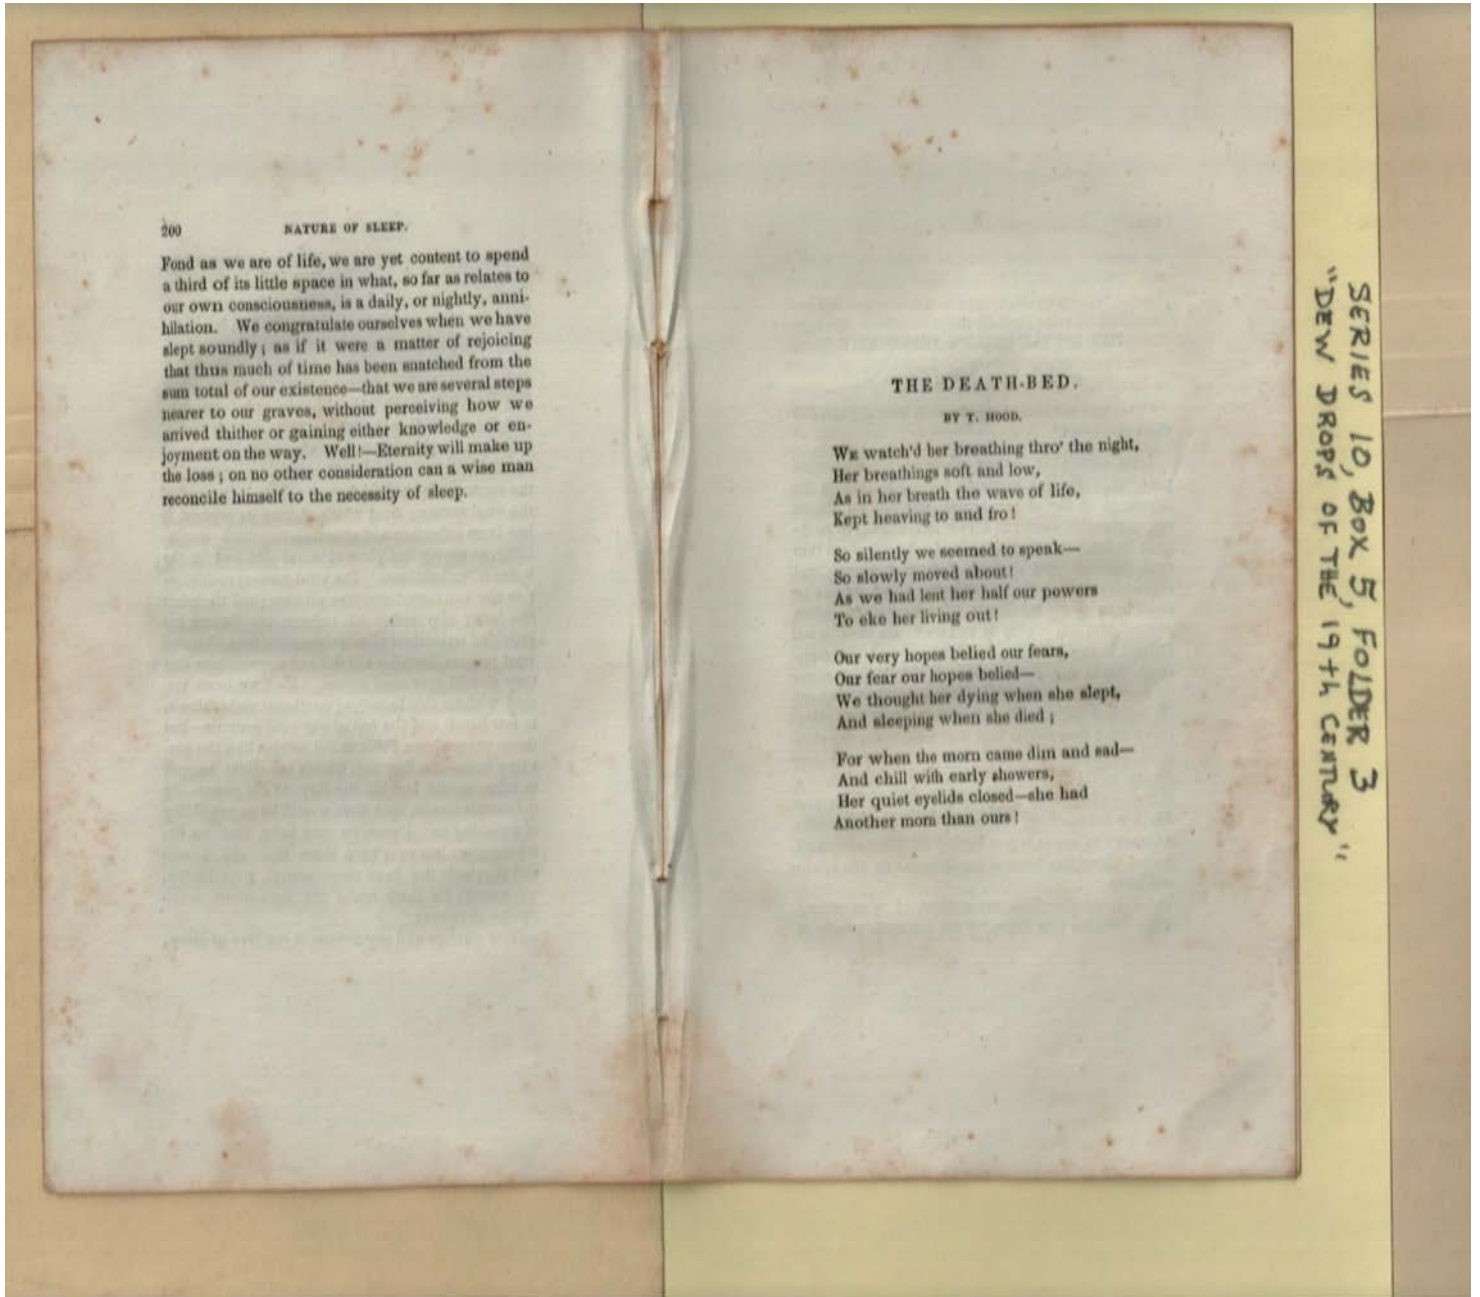 200 NATURE OF SLEEP.
Fond as we are of life, we are yet content to spend
a third of its little space in what, so far as relates to
our own consciousness, is a daily, or nightly, anni-
hilation. We congratulate ourselves when we have
slept soundly; as if it were a matter of rejoicing
that thus much of time has been snatched from the
sum total of our existence—that we are several steps
nearer to our graves, without perceiving how we
arrived thither or gaining either knowledge or en-
joyment on the way. Well!—Eternity will make up
the loss; on no other consideration can a wise man
reconcile himself to the necessity of sleep.
THE DEATH-BED.
BY T. HOOD.
WE watch'd her breathing thro' the night,
Her breathings soft and low,
As in her breath the wave of life,
Kept heaving to and fro!
So silently we seemed to speak—
So slowly moved about!
As we had lent her half our powers
To eke her living out!
Our very hopes belied our fears,
Our fear our hopes belied—
We thought her dying when she slept,
And sleeping when she died;
For when the morn came dim and sad—
And chill with early showers,
Her quiet eyelids closed—she had
Another morn than ours!
SERIES 10, BOX 5, FOLDER 3
"DEW DROPS OF THE 19th CENTURY"